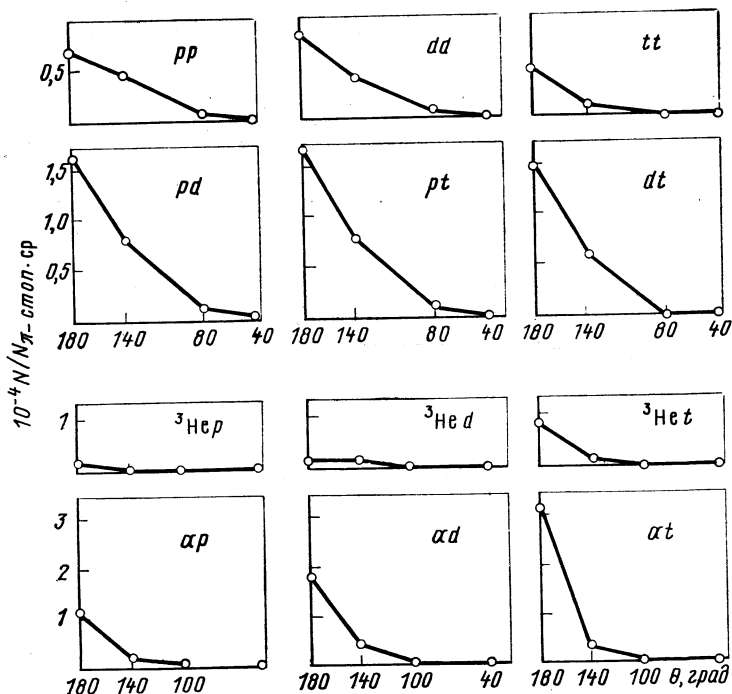 pp
dd
tt
0,5
pd
pt
dt
1,5
1,0
0,5
180 140 80 40
180 140 80 40
180 140 80 40
10⁻⁴ N/Nπ-стоп·ср
³He p
³He d
³He t
1
αp
αd
αt
3
2
1
180 140 100
180 140 100 40
180 140 100 θ, град